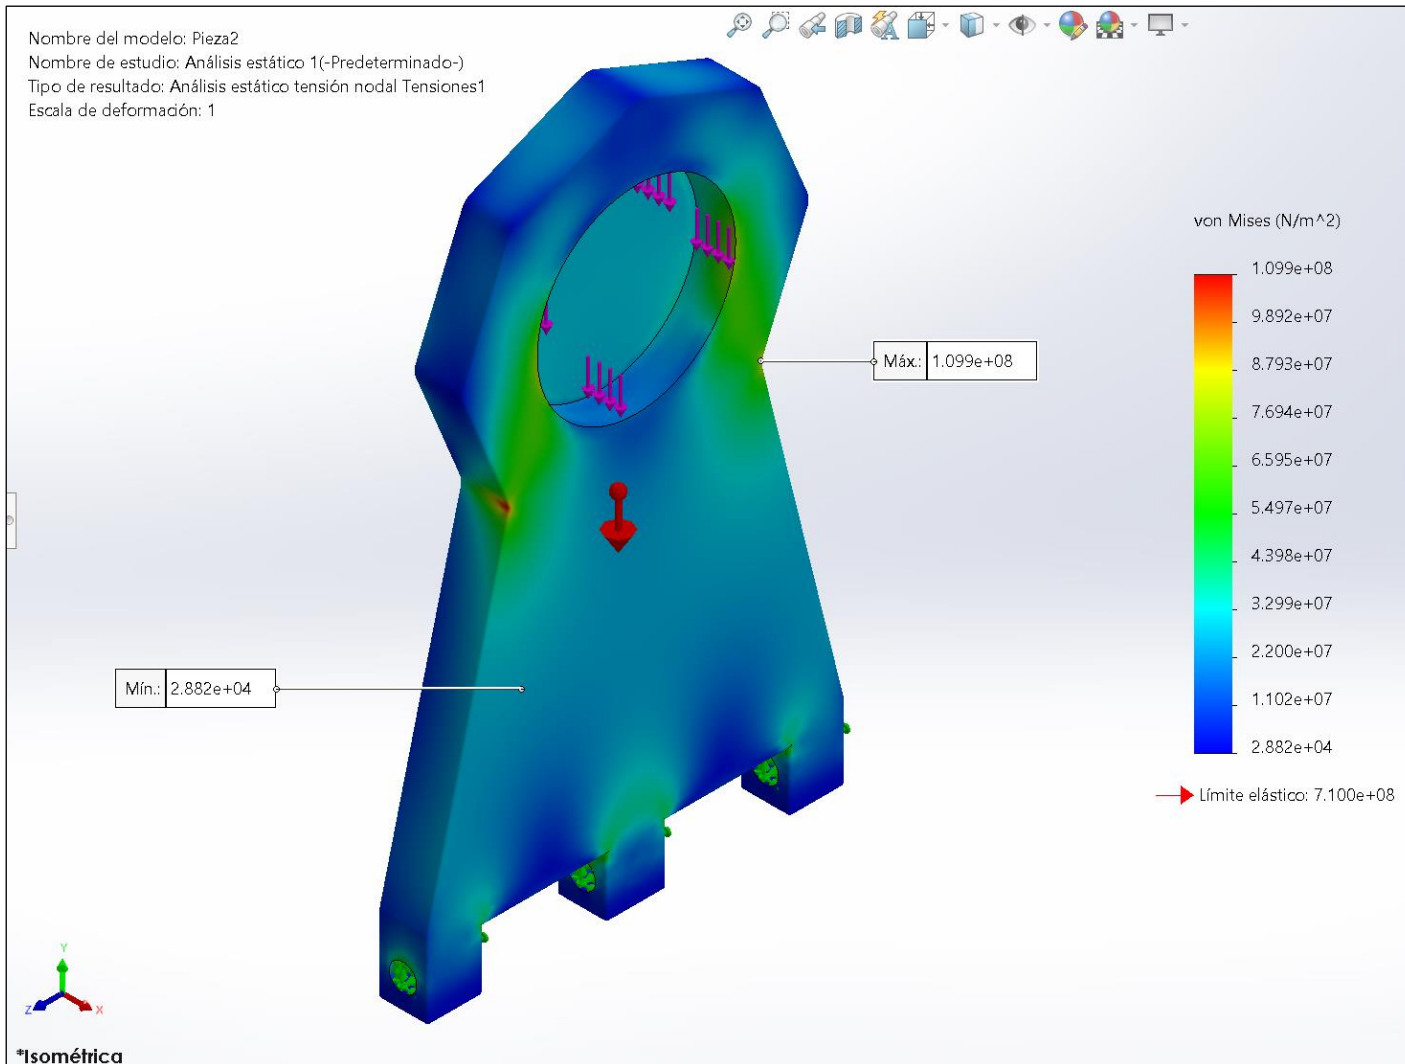 Nombre del modelo: Pieza2
Nombre de estudio: Análisis estático 1(-Predeterminado-)
Tipo de resultado: Análisis estático tensión nodal Tensiones1
Escala de deformación: 1
von Mises (N/m^2)
1.099e+08
9.892e+07
8.793e+07
7.694e+07
6.595e+07
5.497e+07
4.398e+07
3.299e+07
2.200e+07
1.102e+07
2.882e+04
Límite elástico: 7.100e+08
Máx.: 1.099e+08
Mín.: 2.882e+04
Y
Z
X
*Isométrica